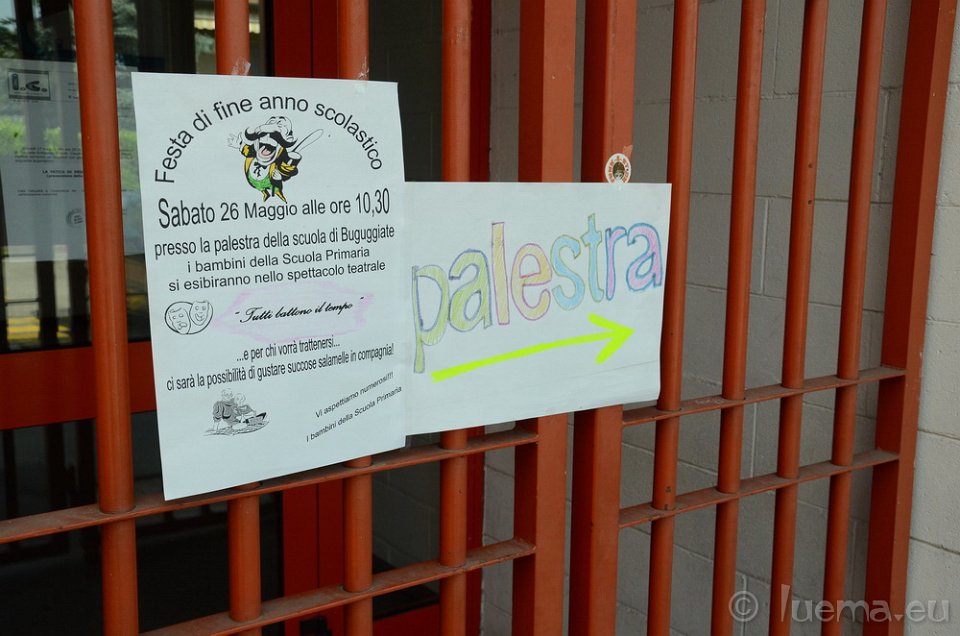 Festa di fine anno scolastico
Sabato 26 Maggio alle ore 10,30
presso la palestra della scuola di Buguggiate
i bambini della Scuola Primaria
si esibiranno nello spettacolo teatrale
" Tutti battono il tempo "
...e per chi vorrà trattenersi...
ci sarà la possibilità di gustare succose salamelle in compagnia!
Vi aspettiamo numerosi!!!
I bambini della Scuola Primaria
palestra
© luema.eu